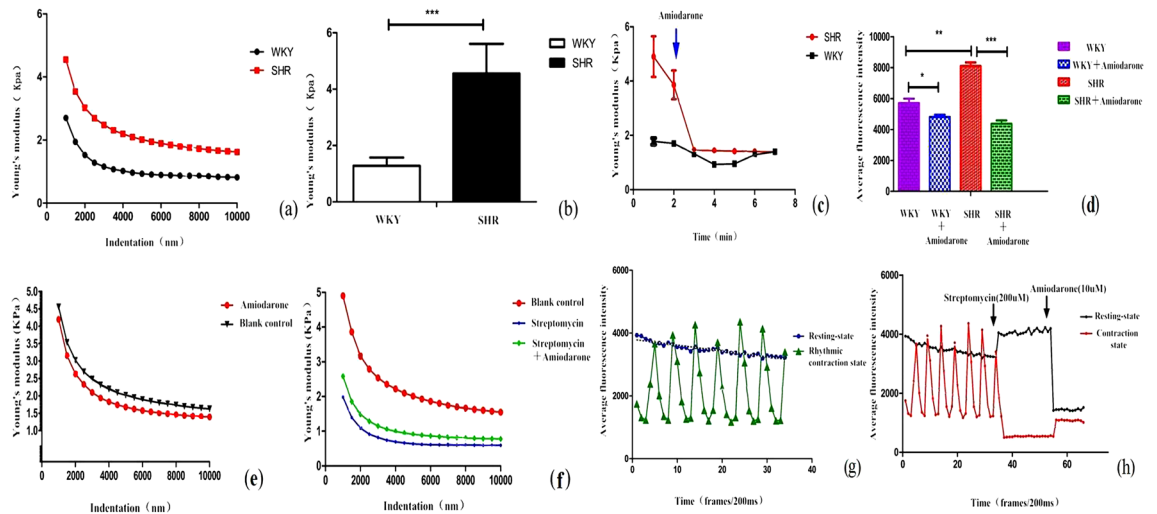 Young's modulus ( Kpa)
6
4
2
0
0 2000 4000 6000 8000 10000
Indentation (nm)
WKY
SHR
(a)
Young's modulus ( Kpa)
6
4
2
0
***
WKY SHR
WKY
SHR
(b)
Young's modulus ( Kpa)
6
4
2
0
Amiodarone
0 2 4 6 8
Time (min)
SHR
WKY
(c)
Average fluorescence intensity
10000
8000
6000
4000
2000
0
** ***
*
WKY WKY + Amiodarone SHR SHR + Amiodarone
WKY
WKY+Amiodarone
SHR
SHR+Amiodarone
(d)
Young's modulus (KPa)
5.0
4.5
4.0
3.5
3.0
2.5
2.0
1.5
1.0
0 2000 4000 6000 8000 10000
Indentation (nm)
Amiodarone
Blank control
(e)
Young's modulus (KPa)
6
5
4
3
2
1
0
0 2000 4000 6000 8000 10000
Indentation (nm)
Blank control
Streptomycin
Streptomycin
+Amiodarone
(f)
Average fluorescence intensity
6000
4000
2000
0
0 10 20 30 40
Time (frames/200ms)
Resting-state
Rhythmic
contraction state
(g)
Average fluorescence intensity
6000
4000
2000
0
0 20 40 60 80
Time (frames/200ms)
Streptomycin(200uM)
Amiodarone(10uM)
Resting-state
Contraction
state
(h)